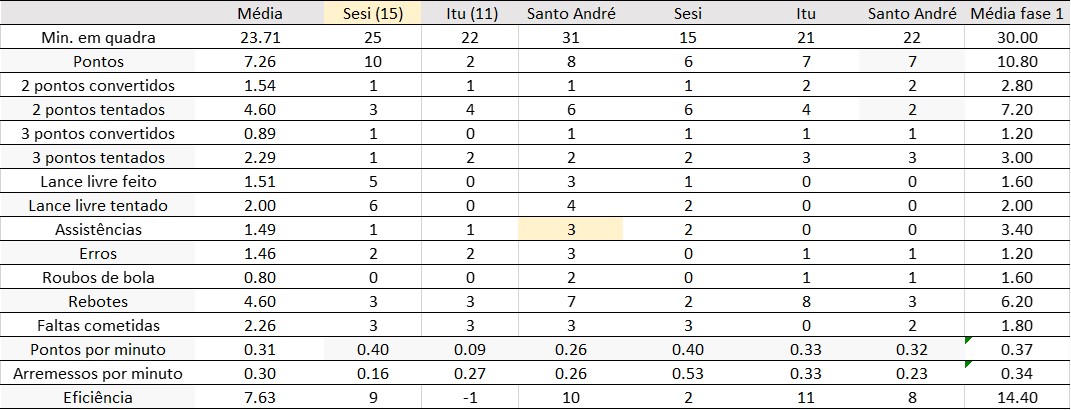 Média Sesi (15) Itu (11) Santo André Sesi Itu Santo André Média fase 1
Min. em quadra 23.71 25 22 31 15 21 22 30.00
Pontos 7.26 10 2 8 6 7 7 10.80
2 pontos convertidos 1.54 1 1 1 1 2 2 2.80
2 pontos tentados 4.60 3 4 6 6 4 2 7.20
3 pontos convertidos 0.89 1 0 1 1 1 1 1.20
3 pontos tentados 2.29 1 2 2 2 3 3 3.00
Lance livre feito 1.51 5 0 3 1 0 0 1.60
Lance livre tentado 2.00 6 0 4 2 0 0 2.00
Assistências 1.49 1 1 3 2 0 0 3.40
Erros 1.46 2 2 3 0 1 1 1.20
Roubos de bola 0.80 0 0 2 0 1 1 1.60
Rebotes 4.60 3 3 7 2 8 3 6.20
Faltas cometidas 2.26 3 3 3 3 0 2 1.80
Pontos por minuto 0.31 0.40 0.09 0.26 0.40 0.33 0.32 0.37
Arremessos por minuto 0.30 0.16 0.27 0.26 0.53 0.33 0.23 0.34
Eficiência 7.63 9 -1 10 2 11 8 14.40